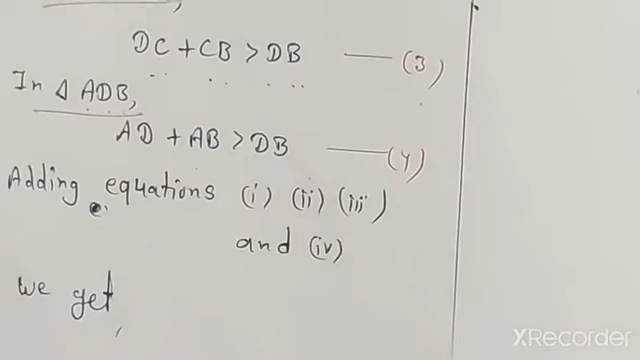 DC + CB > DB —— (3)
In Δ ADB,
AD + AB > DB —— (4)
Adding equations (i) (ii) (iii)
and (iv)
we get,
XRecorder